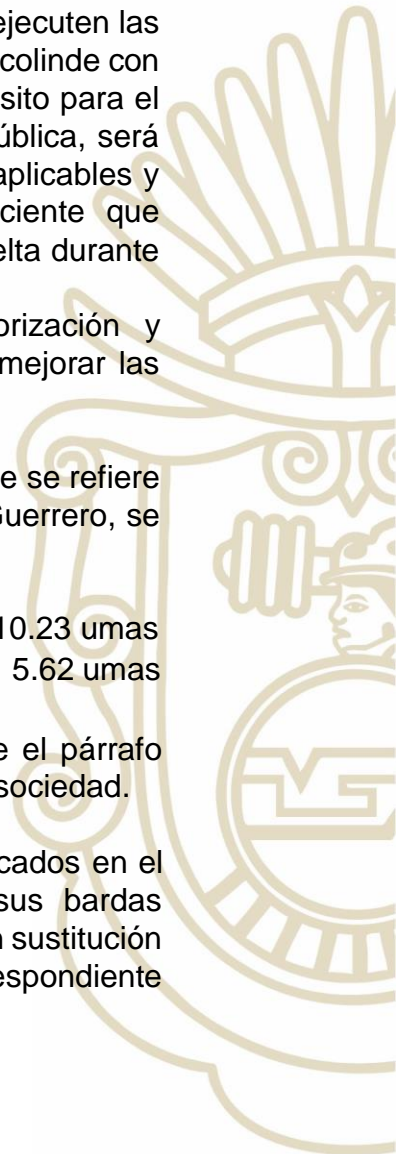 ejecuten las
colinde con
sito para el
ública, será
aplicables y
ciente que
elta durante
orización y
mejorar las
e se refiere
Guerrero, se
10.23 umas
5.62 umas
e el párrafo
sociedad.
cados en el
sus bardas
n sustitución
espondiente